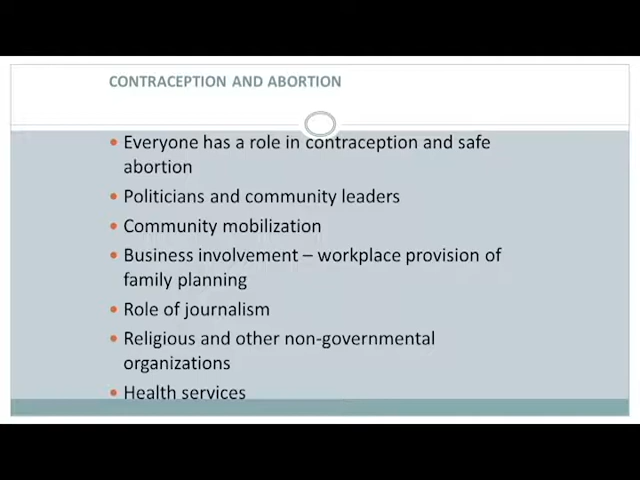 CONTRACEPTION AND ABORTION
• Everyone has a role in contraception and safe
abortion
• Politicians and community leaders
• Community mobilization
• Business involvement – workplace provision of
family planning
• Role of journalism
• Religious and other non-governmental
organizations
• Health services